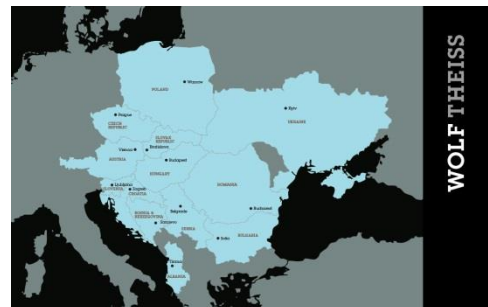 WOLF THEISS
POLAND
Warsaw
Prague
CZECH
REPUBLIC
Kyiv
UKRAINE
SLOVAK
REPUBLIC
Vienna
Bratislava
AUSTRIA
Budapest
HUNGARY
Ljubljana
SLOVENIA
Zagreb
CROATIA
ROMANIA
BOSNIA &
HERZEGOVINA
Belgrade
Bucharest
Sarajevo
SERBIA
Sofia
BULGARIA
Tirana
ALBANIA